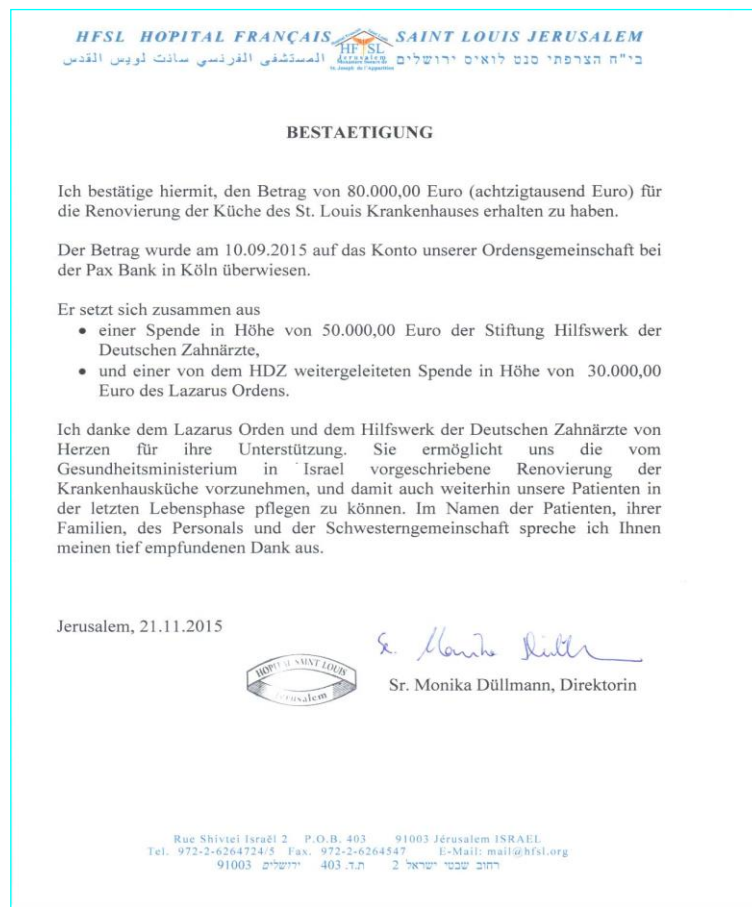 HFSL HOPITAL FRANÇAIS SAINT LOUIS JERUSALEM
HFSL
Jerusalem
St. Joseph de l'Apparition
בי"ח הצרפתי סנט לואיס ירושלים المستشفى الفرنسي سانت لويس القدس
BESTAETIGUNG
Ich bestätige hiermit, den Betrag von 80.000,00 Euro (achtzigtausend Euro) für
die Renovierung der Küche des St. Louis Krankenhauses erhalten zu haben.
Der Betrag wurde am 10.09.2015 auf das Konto unserer Ordensgemeinschaft bei
der Pax Bank in Köln überwiesen.
Er setzt sich zusammen aus
• einer Spende in Höhe von 50.000,00 Euro der Stiftung Hilfswerk der
Deutschen Zahnärzte,
• und einer von dem HDZ weitergeleiteten Spende in Höhe von 30.000,00
Euro des Lazarus Ordens.
Ich danke dem Lazarus Orden und dem Hilfswerk der Deutschen Zahnärzte von
Herzen für ihre Unterstützung. Sie ermöglicht uns die vom
Gesundheitsministerium in Israel vorgeschriebene Renovierung der
Krankenhausküche vorzunehmen, und damit auch weiterhin unsere Patienten in
der letzten Lebensphase pflegen zu können. Im Namen der Patienten, ihrer
Familien, des Personals und der Schwesterngemeinschaft spreche ich Ihnen
meinen tief empfundenen Dank aus.
Jerusalem, 21.11.2015
HOPITAL SAINT LOUIS
Jerusalem
Sr. Monika Düllmann, Direktorin
Rue Shivtei Israël 2 P.O.B. 403 91003 Jérusalem ISRAEL
Tel. 972-2-6264724/5 Fax. 972-2-6264547 E-Mail: mail@hfsl.org
רחוב שבטי ישראל 2 ת.ד. 403 ירושלים 91003